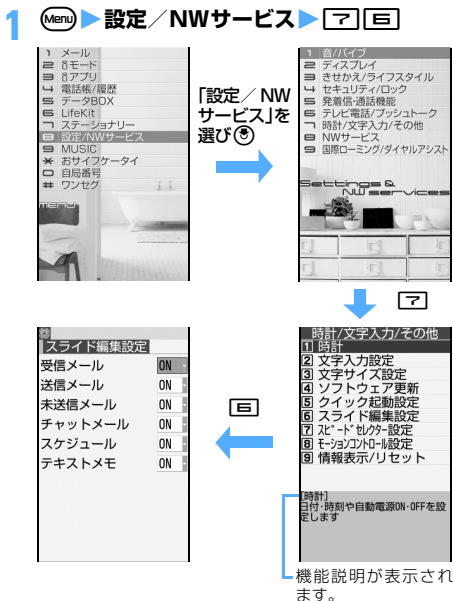 1 Menu ▶ 設定／NWサービス ▶ 7 6
1 メール
2 iモード
3 iアプリ
4 電話帳/履歴
5 データBOX
6 LifeKit
7 ステーショナリー
8 設定/NWサービス
9 MUSIC
* おサイフケータイ
0 自局番号
# ワンセグ
menu
「設定／NW
サービス」を
選び
1 音/バイブ
2 ディスプレイ
3 きせかえ/ライフスタイル
4 セキュリティ/ロック
5 発着信・通話機能
6 テレビ電話/プッシュトーク
7 時計/文字入力/その他
8 NWサービス
9 国際ローミング/ダイヤルアシスト
Settings &
NW services
7
時計/文字入力/その他
1 時計
2 文字入力設定
3 文字サイズ設定
4 ソフトウェア更新
5 クイック起動設定
6 スライド編集設定
7 ｽﾋﾟｰﾄﾞｾﾚｸﾀｰ設定
8 ﾓｰｼｮﾝｺﾝﾄﾛｰﾙ設定
9 情報表示/リセット
[時計]
日付・時刻や自動電源ON・OFFを設
定します
機能説明が表示され
ます。
6
スライド編集設定
受信メール ON
送信メール ON
未送信メール ON
チャットメール ON
スケジュール ON
テキストメモ ON